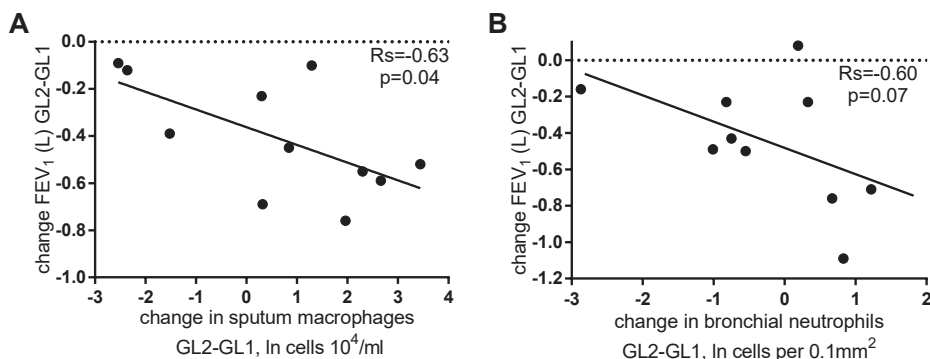 A
0.0
-0.2
-0.4
-0.6
-0.8
-1.0
change FEV1 (L) GL2-GL1
Rs=-0.63
p=0.04
-3 -2 -1 0 1 2 3 4
change in sputum macrophages
GL2-GL1, ln cells 10^4/ml
B
0.0
-0.2
-0.4
-0.6
-0.8
-1.0
-1.2
change FEV1 (L) GL2-GL1
Rs=-0.60
p=0.07
-3 -2 -1 0 1 2
change in bronchial neutrophils
GL2-GL1, ln cells per 0.1mm^2